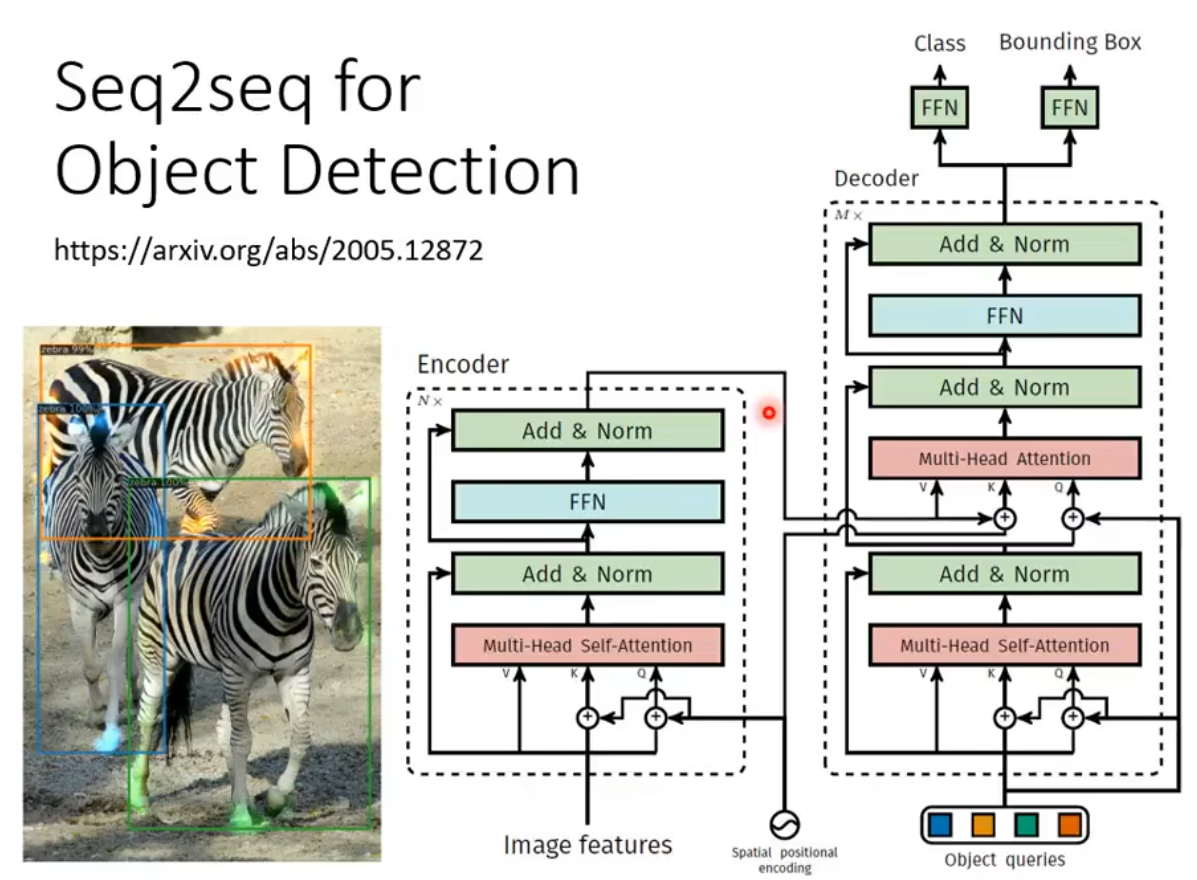 Seq2seq for
Object Detection
https://arxiv.org/abs/2005.12872
zebra 99%
zebra 100%
zebra 100%
Encoder
N×
Add & Norm
FFN
Add & Norm
Multi-Head Self-Attention
V K Q
Image features
Spatial positional
encoding
Class Bounding Box
FFN FFN
Decoder
M×
Add & Norm
FFN
Add & Norm
Multi-Head Attention
V K Q
Add & Norm
Multi-Head Self-Attention
V K Q
Object queries